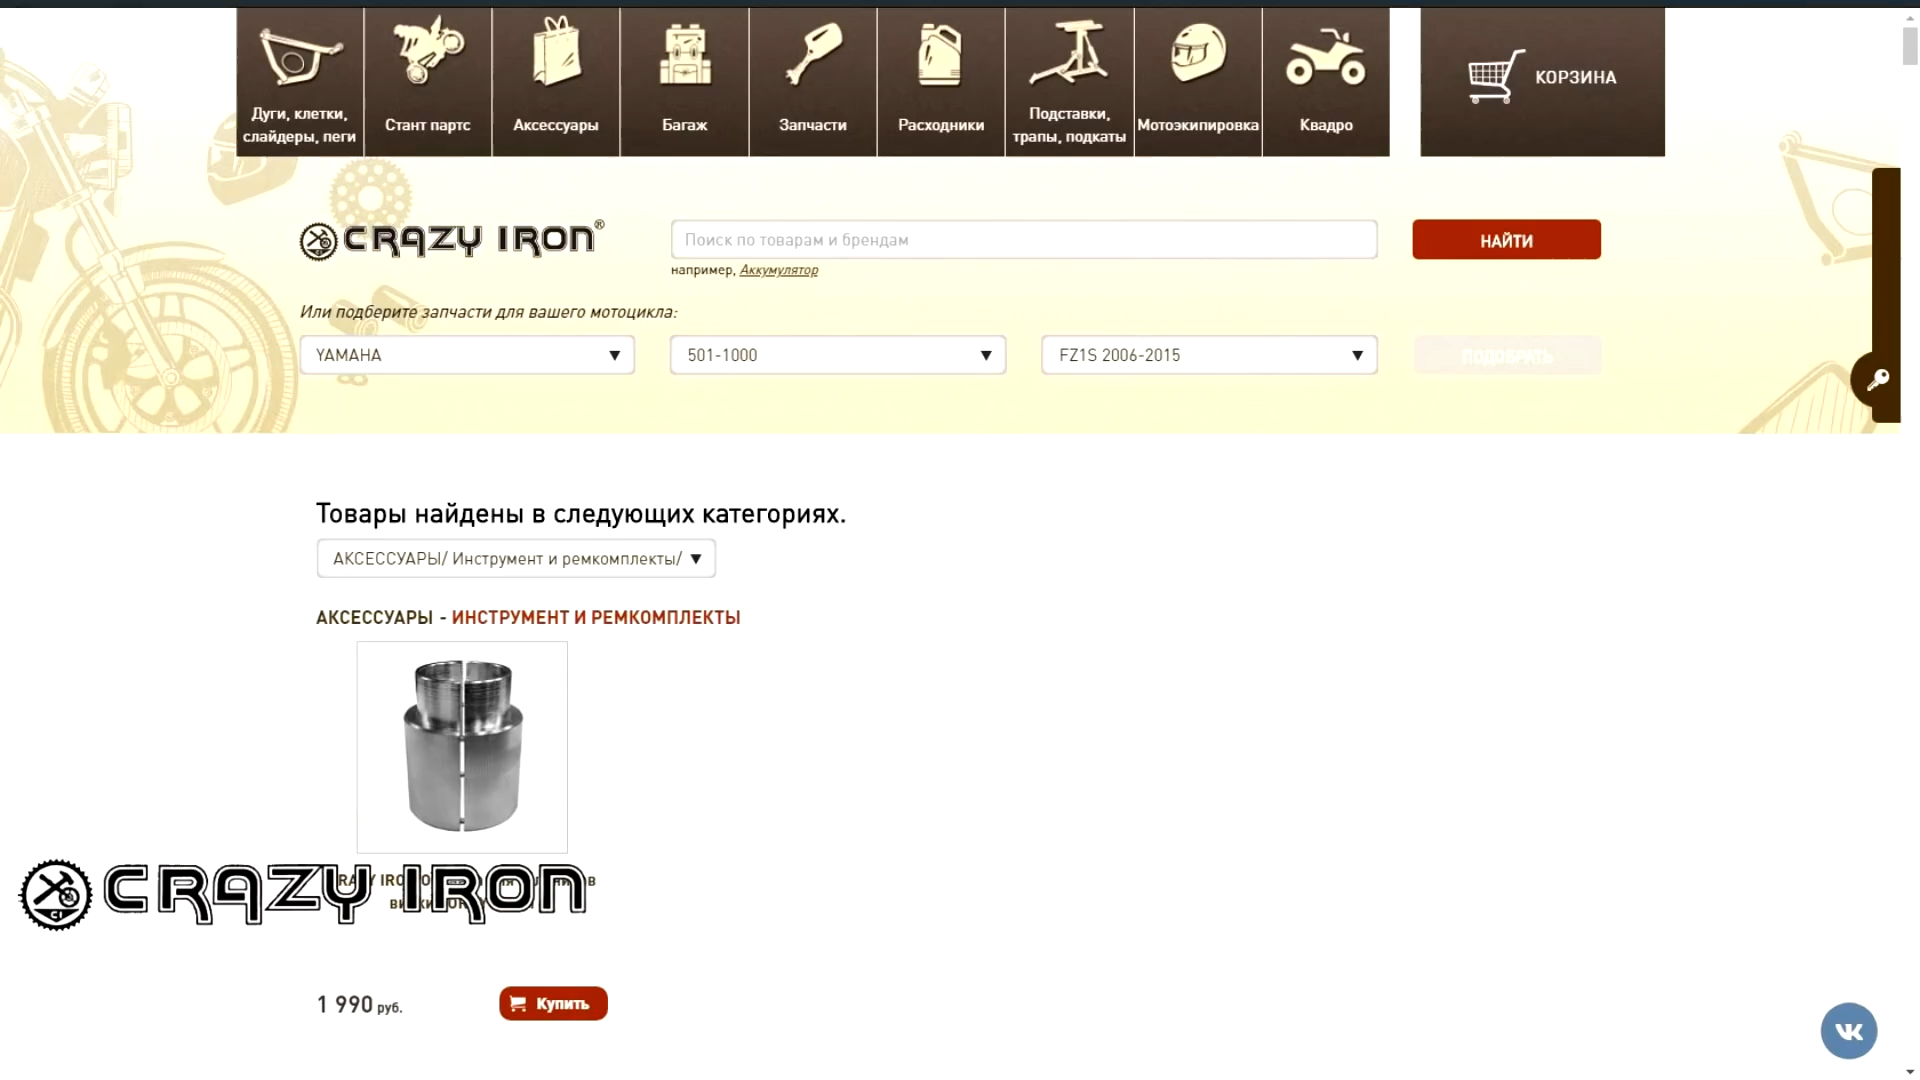 Дуги, клетки,
слайдеры, пеги
Стант партс
Аксессуары
Багаж
Запчасти
Расходники
Подставки,
трапы, подкаты
Мотоэкипировка
Квадро
КОРЗИНА
CRAZY IRON®
Поиск по товарам и брендам
НАЙТИ
например, Аккумулятор
Или подберите запчасти для вашего мотоцикла:
YAMAHA
501-1000
FZ1S 2006-2015
ПОДОБРАТЬ
Товары найдены в следующих категориях.
АКСЕССУАРЫ/ Инструмент и ремкомплекты/
АКСЕССУАРЫ - ИНСТРУМЕНТ И РЕМКОМПЛЕКТЫ
CRAZY IRON
1 990 руб.
Купить